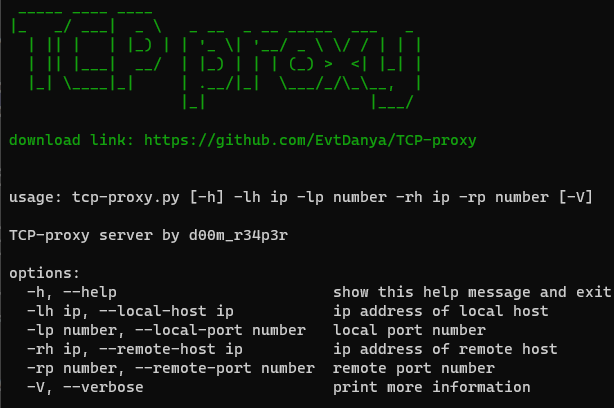 TCP proxy
download link: https://github.com/EvtDanya/TCP-proxy
usage: tcp-proxy.py [-h] -lh ip -lp number -rh ip -rp number [-V]
TCP-proxy server by d00m_r34p3r
options:
-h, --help show this help message and exit
-lh ip, --local-host ip ip address of local host
-lp number, --local-port number local port number
-rh ip, --remote-host ip ip address of remote host
-rp number, --remote-port number remote port number
-V, --verbose print more information